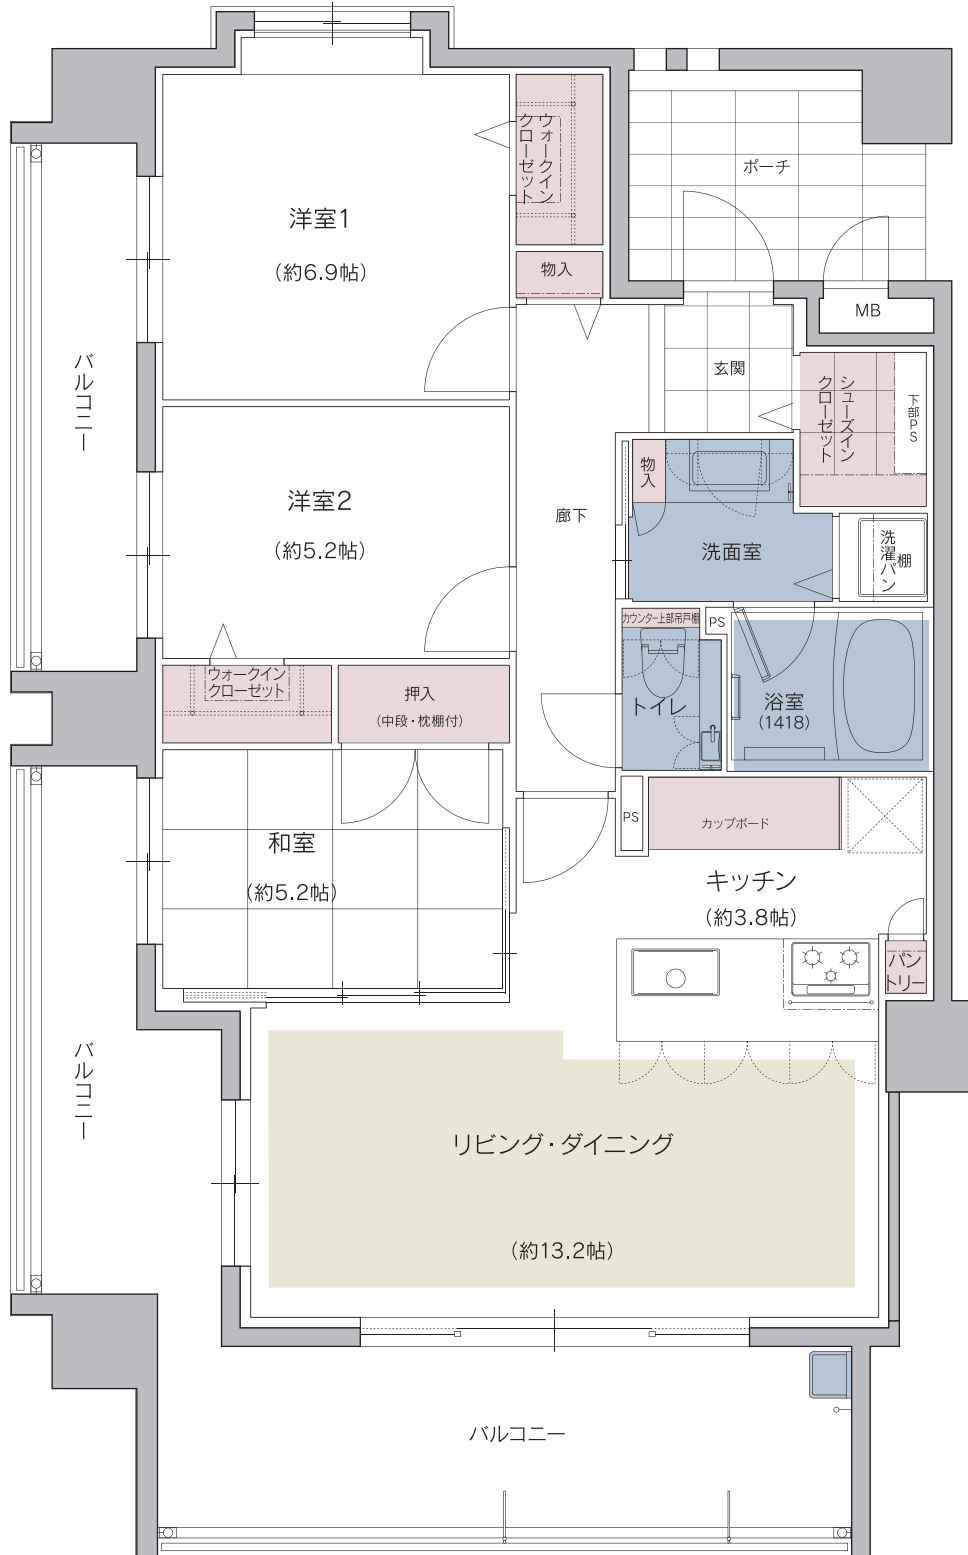 ウォークイン
クローゼット
ポーチ
洋室1
(約6.9帖)
物入
MB
玄関
シューズイン
クローゼット
下部PS
バルコニー
物入
洋室2
(約5.2帖)
廊下
洗面室
洗濯パン
棚
カウンター上部吊戸棚
PS
ウォークイン
クローゼット
押入
(中段・枕棚付)
トイレ
浴室
(1418)
PS
カップボード
和室
(約5.2帖)
キッチン
(約3.8帖)
パン
トリー
バルコニー
リビング・ダイニング
(約13.2帖)
バルコニー